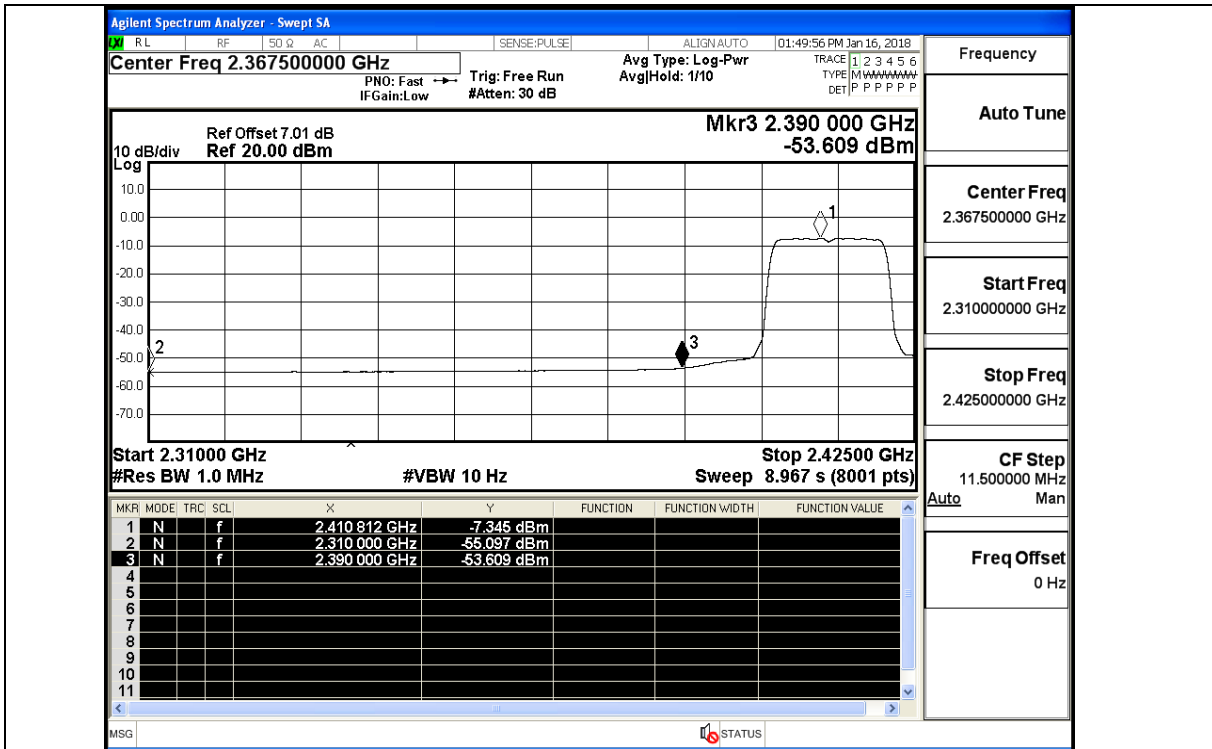 Agilent Spectrum Analyzer - Swept SA
LXI RL RF 50 Ω AC SENSE:PULSE ALIGN AUTO 01:49:56 PM Jan 16, 2018
Center Freq 2.367500000 GHz
PNO: Fast
IFGain:Low
Trig: Free Run
#Atten: 30 dB
Avg Type: Log-Pwr
Avg|Hold: 1/10
TRACE 1 2 3 4 5 6
TYPE M
DET P P P P P P
Frequency
Auto Tune
Center Freq
2.367500000 GHz
Start Freq
2.310000000 GHz
Stop Freq
2.425000000 GHz
CF Step
11.500000 MHz
Auto Man
Freq Offset
0 Hz
Mkr3 2.390 000 GHz
-53.609 dBm
Ref Offset 7.01 dB
10 dB/div Ref 20.00 dBm
Log
10.0
0.00
-10.0
-20.0
-30.0
-40.0
-50.0
-60.0
-70.0
1
2
3
Start 2.31000 GHz Stop 2.42500 GHz
#Res BW 1.0 MHz #VBW 10 Hz Sweep 8.967 s (8001 pts)
MKR MODE TRC SCL X Y FUNCTION FUNCTION WIDTH FUNCTION VALUE
1 N f 2.410 812 GHz -7.345 dBm
2 N f 2.310 000 GHz -55.097 dBm
3 N f 2.390 000 GHz -53.609 dBm
4
5
6
7
8
9
10
11
MSG STATUS